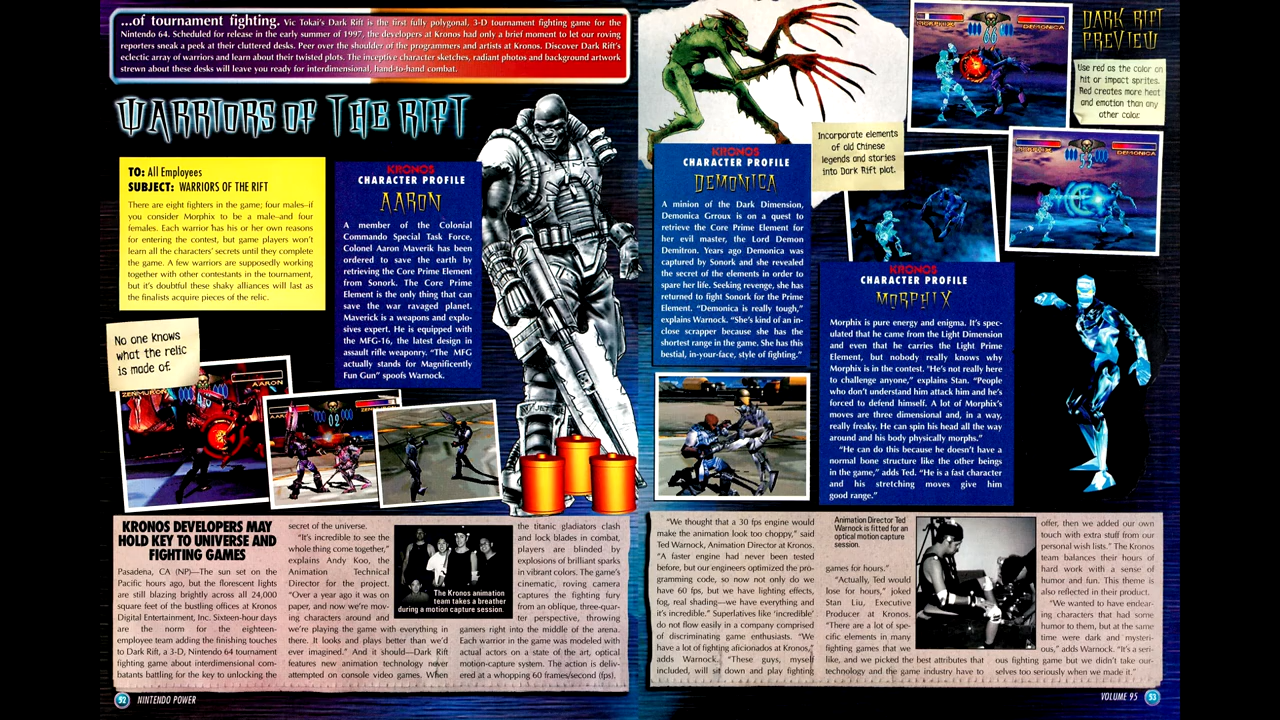 ...of tournament fighting. Vic Tokai's Dark Rift is the first fully polygonal, 3-D tournament fighting game for the
Nintendo 64. Scheduled for release in the early summer of 1997, the developers at Kronos had only a brief moment to let our roving
reporters sneak a peek at their cluttered desks. Peer over the shoulder of the programmers and artists at Kronos. Discover Dark Rift's
eclectic array of warriors and learn about their twisted plots. The inceptive character sketches, radiant photos and background artwork
strewn about these desks will leave you ready for interdimensional, hand-to-hand combat.
WARRIORS OF THE RIFT
TO: All Employees
SUBJECT: WARRIORS OF THE RIFT
There are eight fighters in the game; four males–if
you consider Morphix to be a male–and four
females. Each warrior has his or her own reasons
for entering the contest, but game players won't
learn all the characters' secrets until they complete
the game. A few warriors are supposedly working
together with other contestants in the tournament,
but it's doubtful these shaky alliances will last as
the finalists acquire pieces of the relic.
No one knows
what the relic
is made of.
KRONOS
CHARACTER PROFILE
AARON
A member of the Colonial
Commando Special Task Force,
Colonel Aaron Maverik has been
ordered to save the earth by
retrieving the Core Prime Element
from Sonork. The Core Prime
Element is the only thing that can
save the war ravaged planet.
Maverick is a weapons and explo-
sives expert. He is equipped with
the MFG-16, the latest design in
assault rifle weaponry. "The MFG
actually stands for Magnificently
Fun Gun" spoofs Warnock.
ZENMURON
AARON
KRONOS DEVELOPERS MAY
HOLD KEY TO UNIVERSE AND
FIGHTING GAMES
Pasadena, CA (NP)—The sun set on the
Pacific hours ago, but the florescent lights
are still blazing brightly across all 24,000
square feet of the bustling offices at Kronos
Digital Entertainment, Inc. Sixteen-hour days
are the norm for the eighteen-
employee team adding the finishing touches
to Dark Rift, a 3-D, Nintendo 64 tournament
fighting game about interdimensional com-
batants battling for the key to unlocking the
secret of the universe.
"It's incredible to see the
whole thing come together,"
explains Andy Koo, the
Animation Technical
Director for the project.
"Over a year ago it was on
paper, and now we're mov-
ing characters around and
we're playing the game with everything in
there. It looks and plays better than we'd
ever imagined." And it should—Dark Rift
features new animation technology never
attempted on console video games. When
The Kronos animation
team takes a breather
during a motion capture session.
the titanic gladiators clash
and lock blades in combat,
players are blinded by
explosions of brilliant sparks
in vibrant colors. The game's
cinematic, roving camera
captures the fighting fury
from an oblique, three-quar-
ter perspective, throwing
gamers right into the middle of the arena.
Each warrior in the game was modeled with
actual actors on a state of the art, optical
motion-capture system. The action is deliv-
ered at a whopping 60 frames/second (fps).
92 NINTENDO POWER
DARK RIFT
PREVIEW
Use red as the color on
hit or impact sprites.
Red creates more heat
and emotion than any
other color.
Incorporate elements
of old Chinese
legends and stories
into Dark Rift plot.
MORPHIX
DEMONICA
MORPHIX
DEMONICA
KRONOS
CHARACTER PROFILE
DEMONICA
A minion of the Dark Dimension,
Demonica Grroux is on a quest to
retrieve the Core Prime Element for
her evil master, the Lord Demon
Demitron. Years ago Demonica was
captured by Sonork and she revealed
the secret of the elements in order to
spare her life. Seeking revenge, she has
returned to fight Sonork for the Prime
Element. "Demonica is really tough,"
explains Warnock. "She's kind of an in-
close scrapper because she has the
shortest range in the game. She has this
bestial, in-your-face, style of fighting."
KRONOS
CHARACTER PROFILE
MORPHIX
Morphix is pure energy and enigma. It's spec-
ulated that he came from the Light Dimension
and even that he carries the Light Prime
Element, but nobody really knows why
Morphix is in the contest. "He's not really here
to challenge anyone," explains Stan. "People
who don't understand him attack him and he's
forced to defend himself. A lot of Morphix's
moves are three dimensional and, in a way,
really freaky. He can spin his head all the way
around and his body physically morphs."
"He can do this because he doesn't have a
normal bone structure like the other beings
in the game," adds Ted. "He is a fast character
and his stretching moves give him
good range."
"We thought that a 30 fps engine would
make the animation look too choppy," said
Ted Warnock, Animation Director at Kronos.
"A faster engine had never been tested
before, but our engineers optimized the pro-
gramming code, so now not only do we
have 60 fps, but we have lighting effects,
fog, real shading—we have everything and
it's incredible." Superlatives like 'incredible'
do not flow easily in a company comprised
of discriminating game enthusiasts. "We
have a lot of fighting aficionados at Kronos,"
adds Warnock, "These guys, myself
included, will sit down and play fighting
Animation Director Ted
Warnock is fitted for an
optical motion capture
session.
games for hours."
"Actually, Ted would
lose for hours," joked
Stan Liu, Executive
Producer at Kronos.
"There are a lot of spe-
cific elements in many
fighting games that we
like, and we picked the best attributes that
technology and the game industry have to
offer, then we added our own
touch with extra stuff from our
personal wish lists." The Kronos
team balances their hours of
hard work with a sense of
humor and fun. This theme is
also reflected in their product.
"We wanted to have endear-
ing characters that had some
humor to them, but at the same
time were dark and mysteri-
ous," adds Warnock. "It's a seri-
ous fighting game but we didn't take our-
selves too seriously when we made it."
VOLUME 95 93